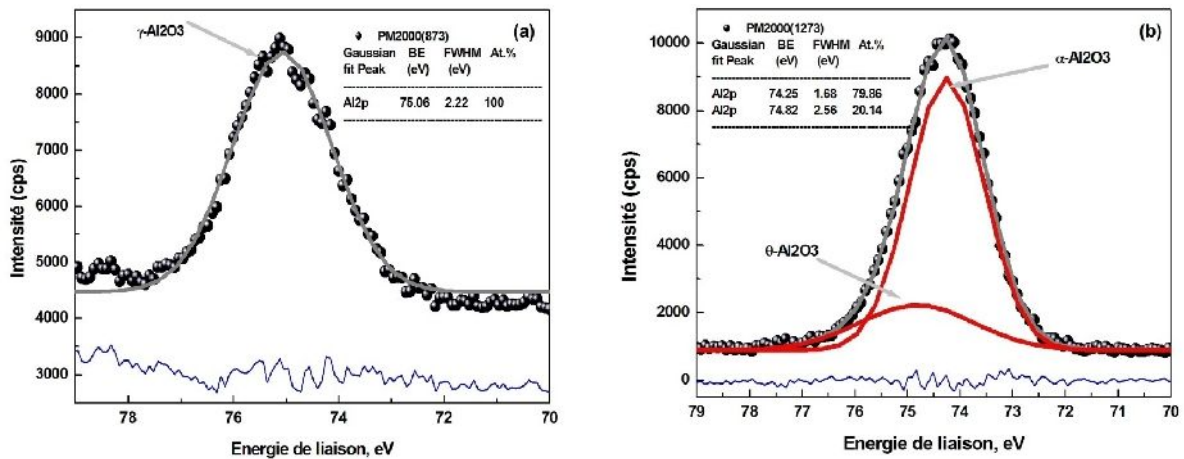 (a)
γ-Al2O3
PM2000(873)
Gaussian BE FWHM At.%
fit Peak (eV) (eV)
Al2p 75.06 2.22 100
9000
8000
7000
6000
5000
4000
3000
Intensité (cps)
78 76 74 72 70
Energie de liaison, eV
(b)
PM2000(1273)
Gaussian BE FWHM At.%
fit Peak (eV) (eV)
Al2p 74.25 1.68 79.86
Al2p 74.82 2.56 20.14
α-Al2O3
θ-Al2O3
10000
8000
6000
4000
2000
0
Intensité (cps)
79 78 77 76 75 74 73 72 71 70
Energie de liaison, eV